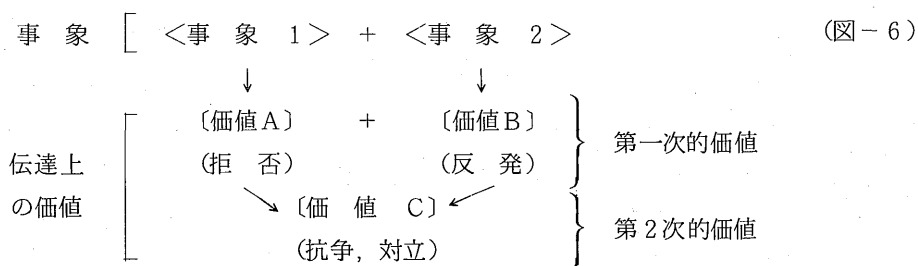 事 象 [ <事 象 1> + <事 象 2> (図-6)
↓ ↓
〔価値A〕 + 〔価値B〕
第一次的価値
伝達上 (拒 否) (反 発)
の価値 〔価 値 C〕
第2次的価値
(抗争, 対立)